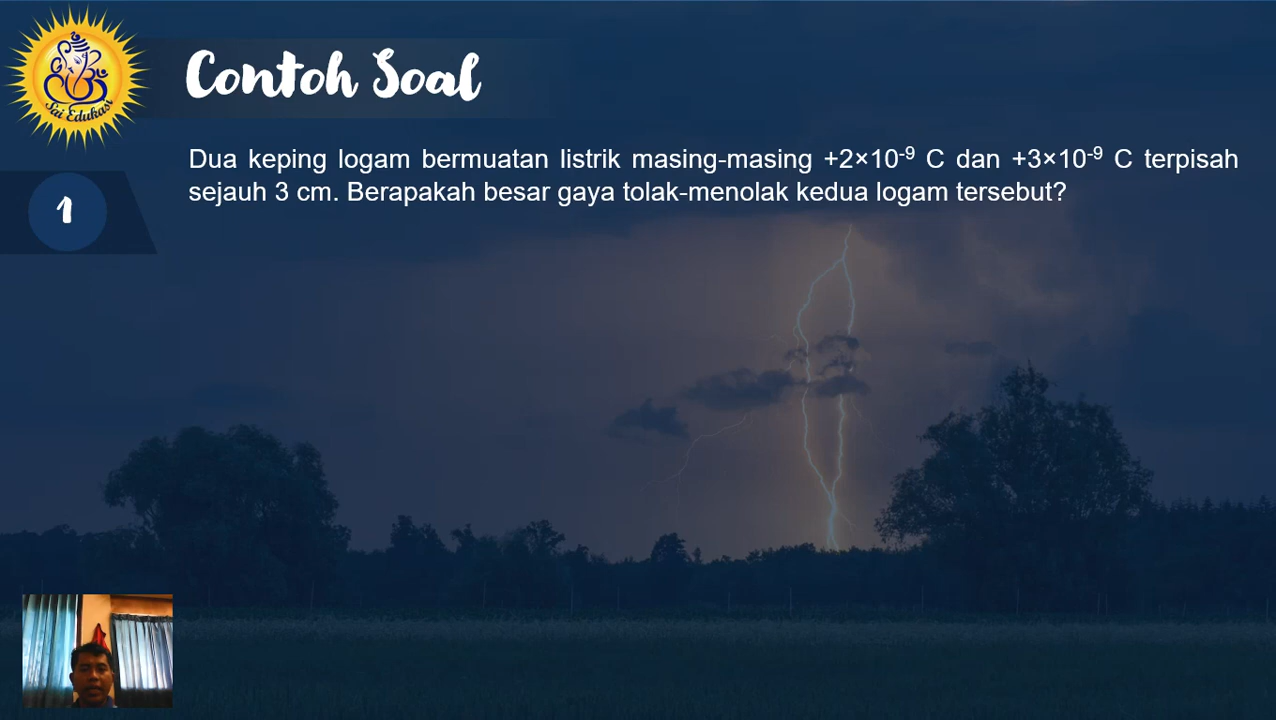 Sai Edukasi
Contoh Soal
1
Dua keping logam bermuatan listrik masing-masing +2×10⁻⁹ C dan +3×10⁻⁹ C terpisah
sejauh 3 cm. Berapakah besar gaya tolak-menolak kedua logam tersebut?